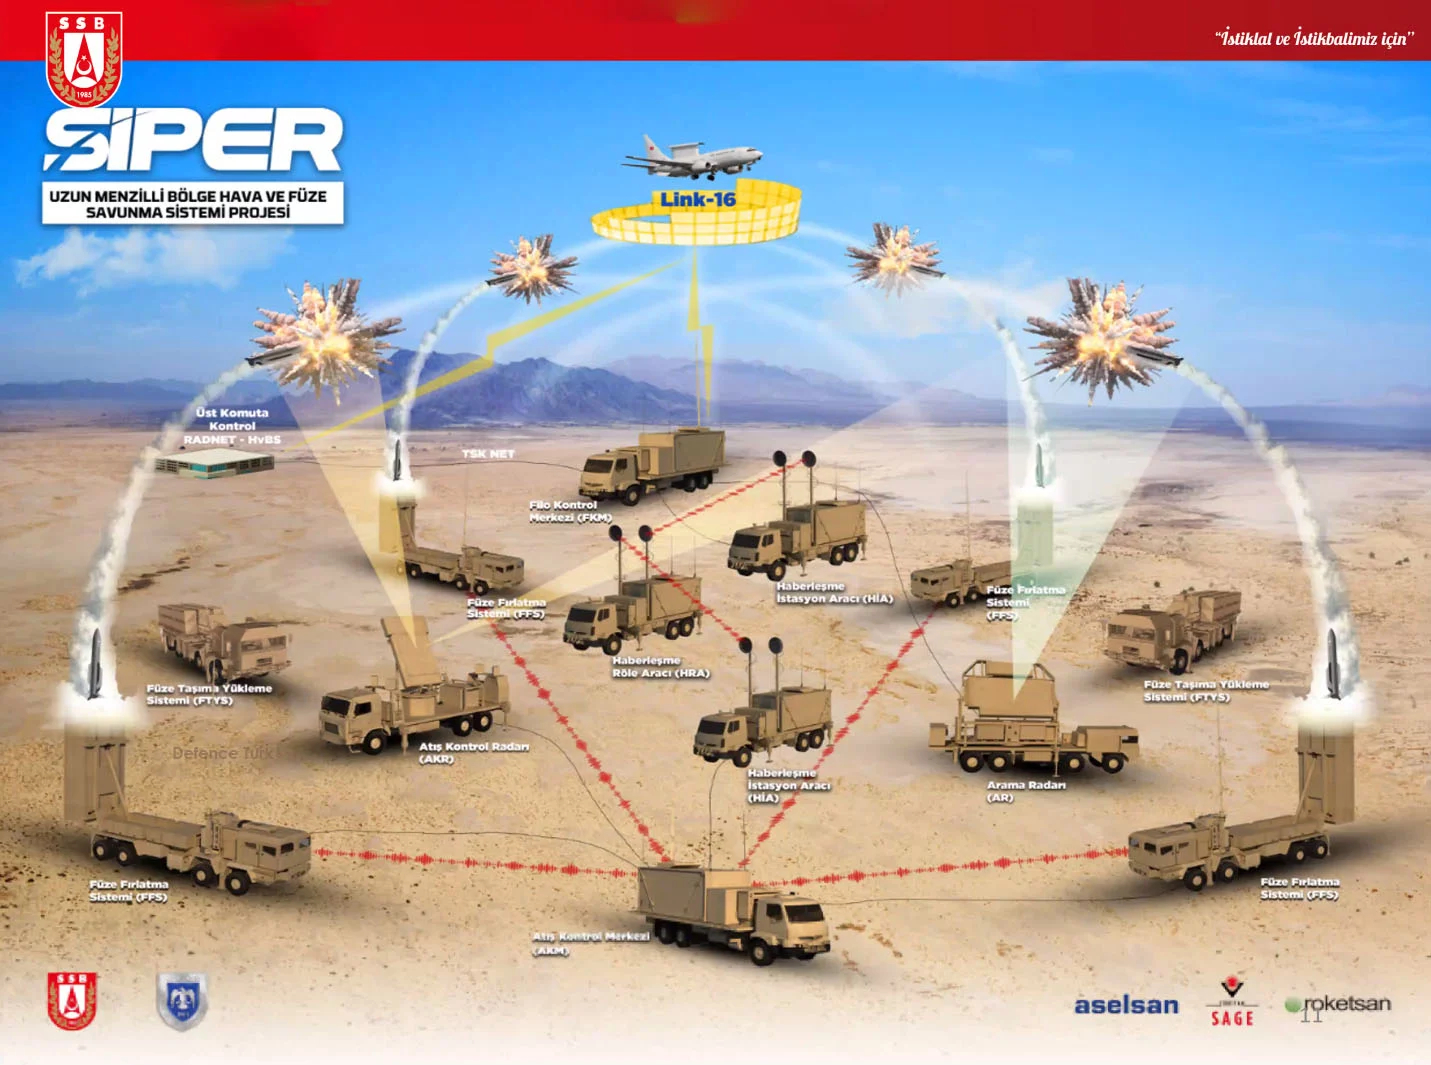 SSB
1985
"İstiklal ve İstikbalimiz için"
SİPER
UZUN MENZİLLİ BÖLGE HAVA VE FÜZE
SAVUNMA SİSTEMİ PROJESİ
Link-16
Üst Komuta
Kontrol
RADNET - HvBS
TSK NET
Filo Kontrol
Merkezi (FKM)
Haberleşme
İstasyon Aracı (HİA)
Füze Fırlatma
Sistemi (FFS)
Füze Fırlatma
Sistemi
(FFS)
Haberleşme
Röle Aracı (HRA)
Füze Taşıma Yükleme
Sistemi (FTYS)
Füze Taşıma Yükleme
Sistemi (FTYS)
Atış Kontrol Radarı
(AKR)
Defence Turk
Haberleşme
İstasyon Aracı
(HİA)
Arama Radarı
(AR)
Füze Fırlatma
Sistemi (FFS)
Füze Fırlatma
Sistemi (FFS)
Atış Kontrol Merkezi
(AKM)
SSB
aselsan
SAGE
roketsan
11